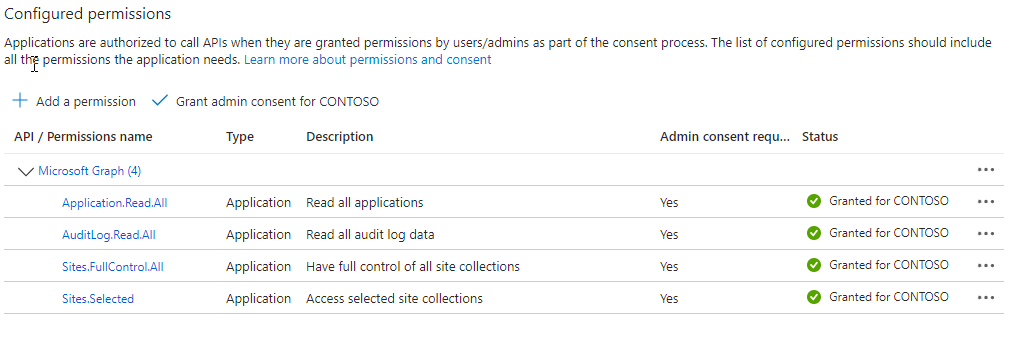 Configured permissions
Applications are authorized to call APIs when they are granted permissions by users/admins as part of the consent process. The list of configured permissions should include
all the permissions the application needs. Learn more about permissions and consent
Add a permission Grant admin consent for CONTOSO
API / Permissions name Type Description Admin consent requ... Status
Microsoft Graph (4)
Application.Read.All Application Read all applications Yes Granted for CONTOSO
AuditLog.Read.All Application Read all audit log data Yes Granted for CONTOSO
Sites.FullControl.All Application Have full control of all site collections Yes Granted for CONTOSO
Sites.Selected Application Access selected site collections Yes Granted for CONTOSO